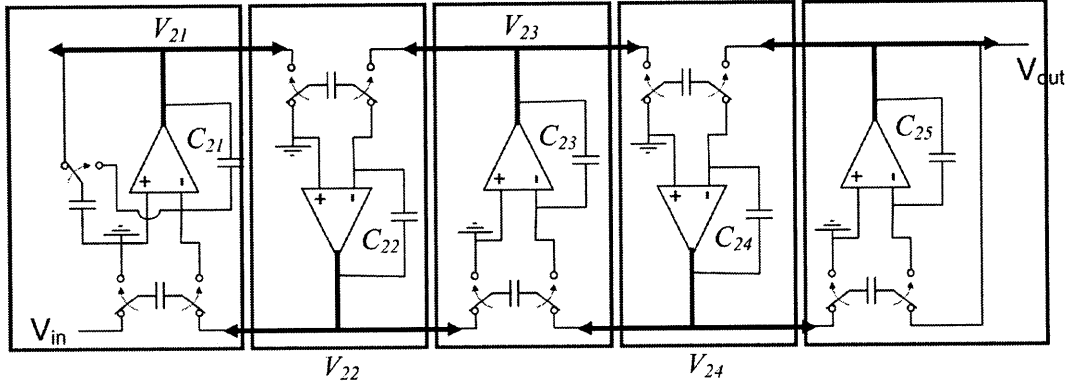 V21
V23
Vout
C21
C23
C25
+ -
+ -
+ -
+ -
+ -
C22
C24
Vin
V22
V24